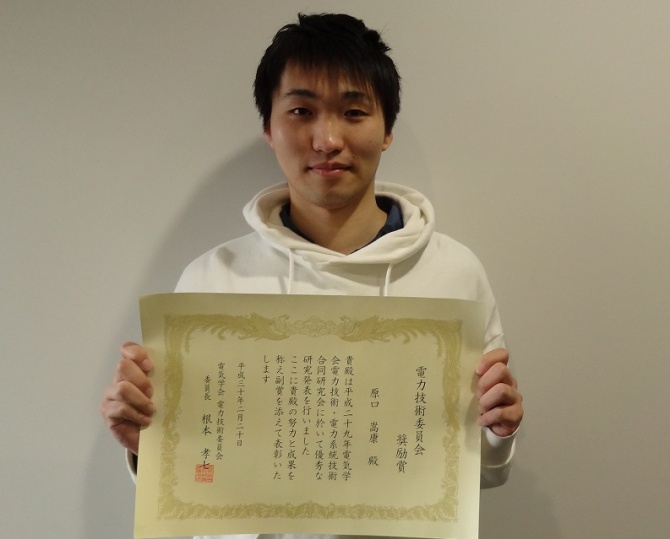 電力技術委員会
奨励賞
原口 嵩康 殿
貴殿は平成二十九年電気学
会電力技術・電力系統技術
合同研究会に於いて優秀な
研究発表を行いました
ここに貴殿の努力と成果を
称え副賞を添えて表彰いた
します
平成三十年二月二十日
電気学会 電力技術委員会
委員長 根本 孝七